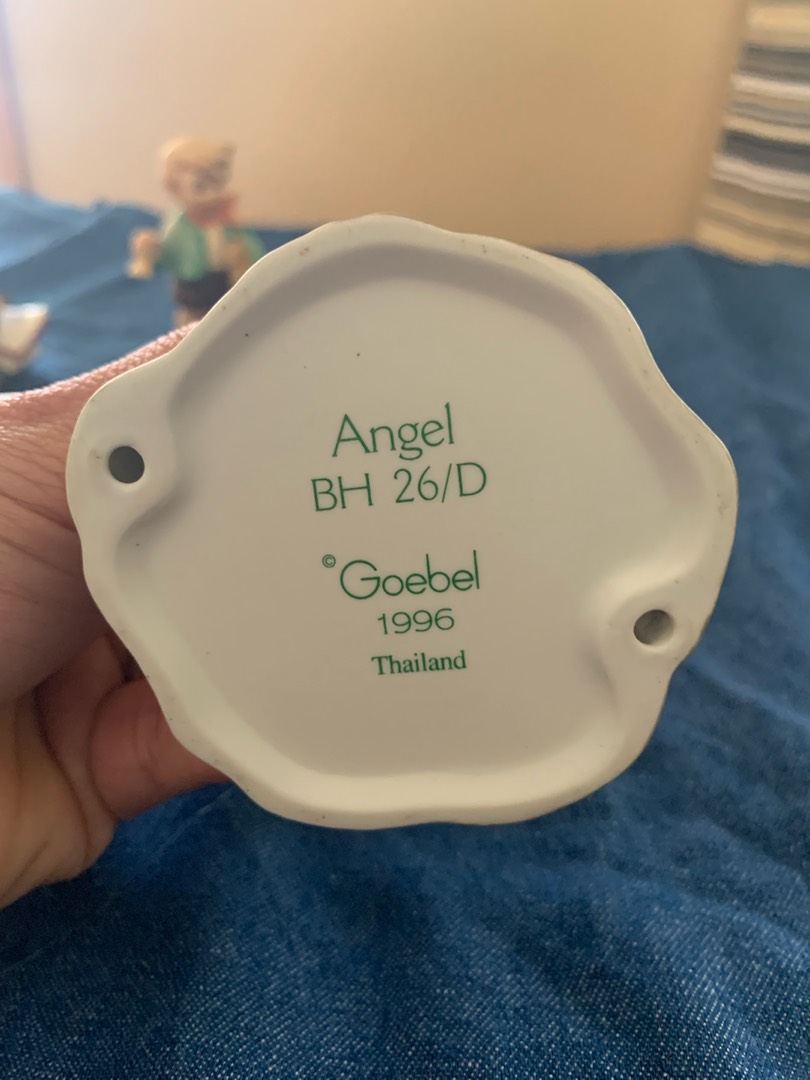 Angel
BH 26/D
©Goebel
1996
Thailand